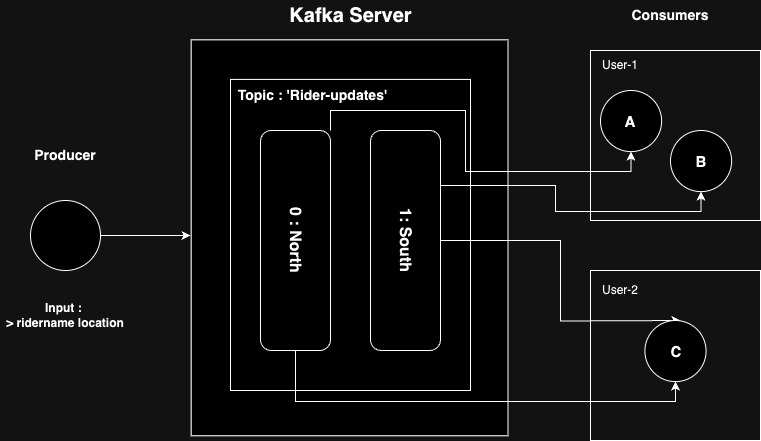 Kafka Server
Consumers
Topic : 'Rider-updates'
User-1
A
B
Producer
0 : North
1: South
Input :
> ridername location
User-2
C